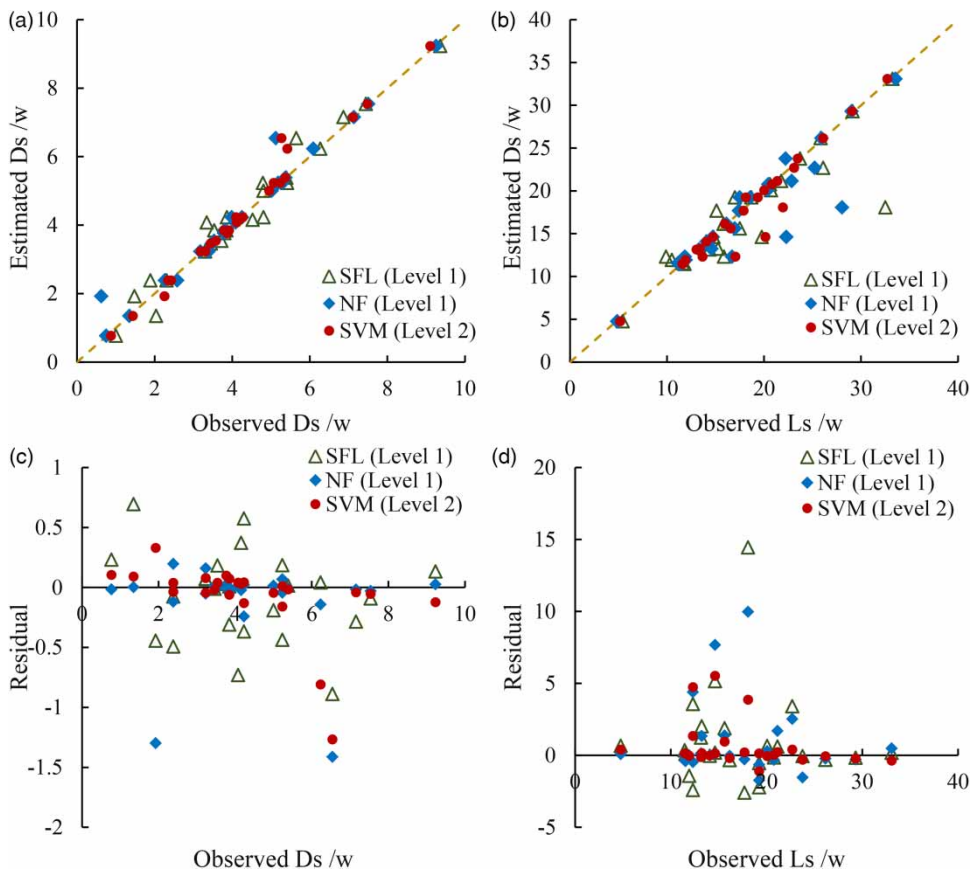 (a)
10
8
6
4
2
0
Estimated Ds /w
0 2 4 6 8 10
Observed Ds /w
SFL (Level 1)
NF (Level 1)
SVM (Level 2)
(b)
40
35
30
25
20
15
10
5
0
Estimated Ds /w
0 10 20 30 40
Observed Ls /w
SFL (Level 1)
NF (Level 1)
SVM (Level 2)
(c)
1
0.5
0
-0.5
-1
-1.5
-2
Residual
0 2 4 6 8 10
Observed Ds /w
SFL (Level 1)
NF (Level 1)
SVM (Level 2)
(d)
20
15
10
5
0
-5
Residual
0 10 20 30 40
Observed Ls /w
SFL (Level 1)
NF (Level 1)
SVM (Level 2)